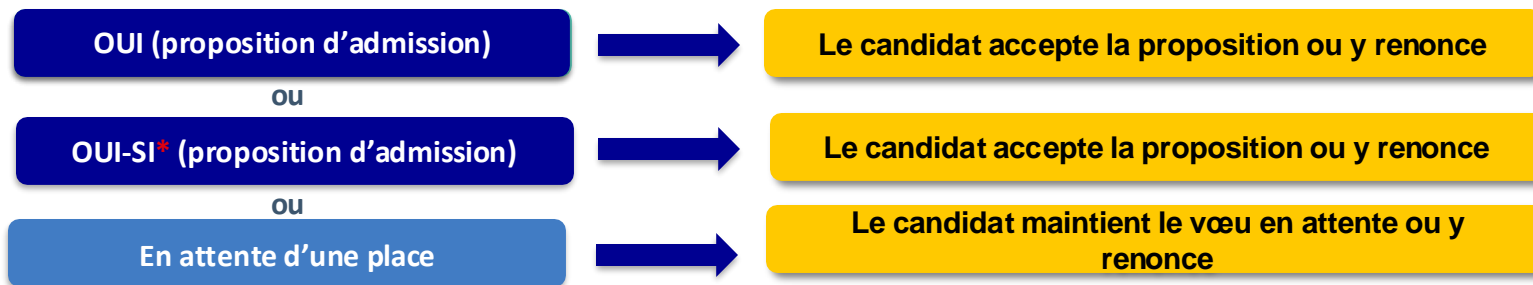 OUI (proposition d’admission)
Le candidat accepte la proposition ou y renonce
ou
OUI-SI* (proposition d’admission)
Le candidat accepte la proposition ou y renonce
ou
En attente d’une place
Le candidat maintient le vœu en attente ou y
renonce